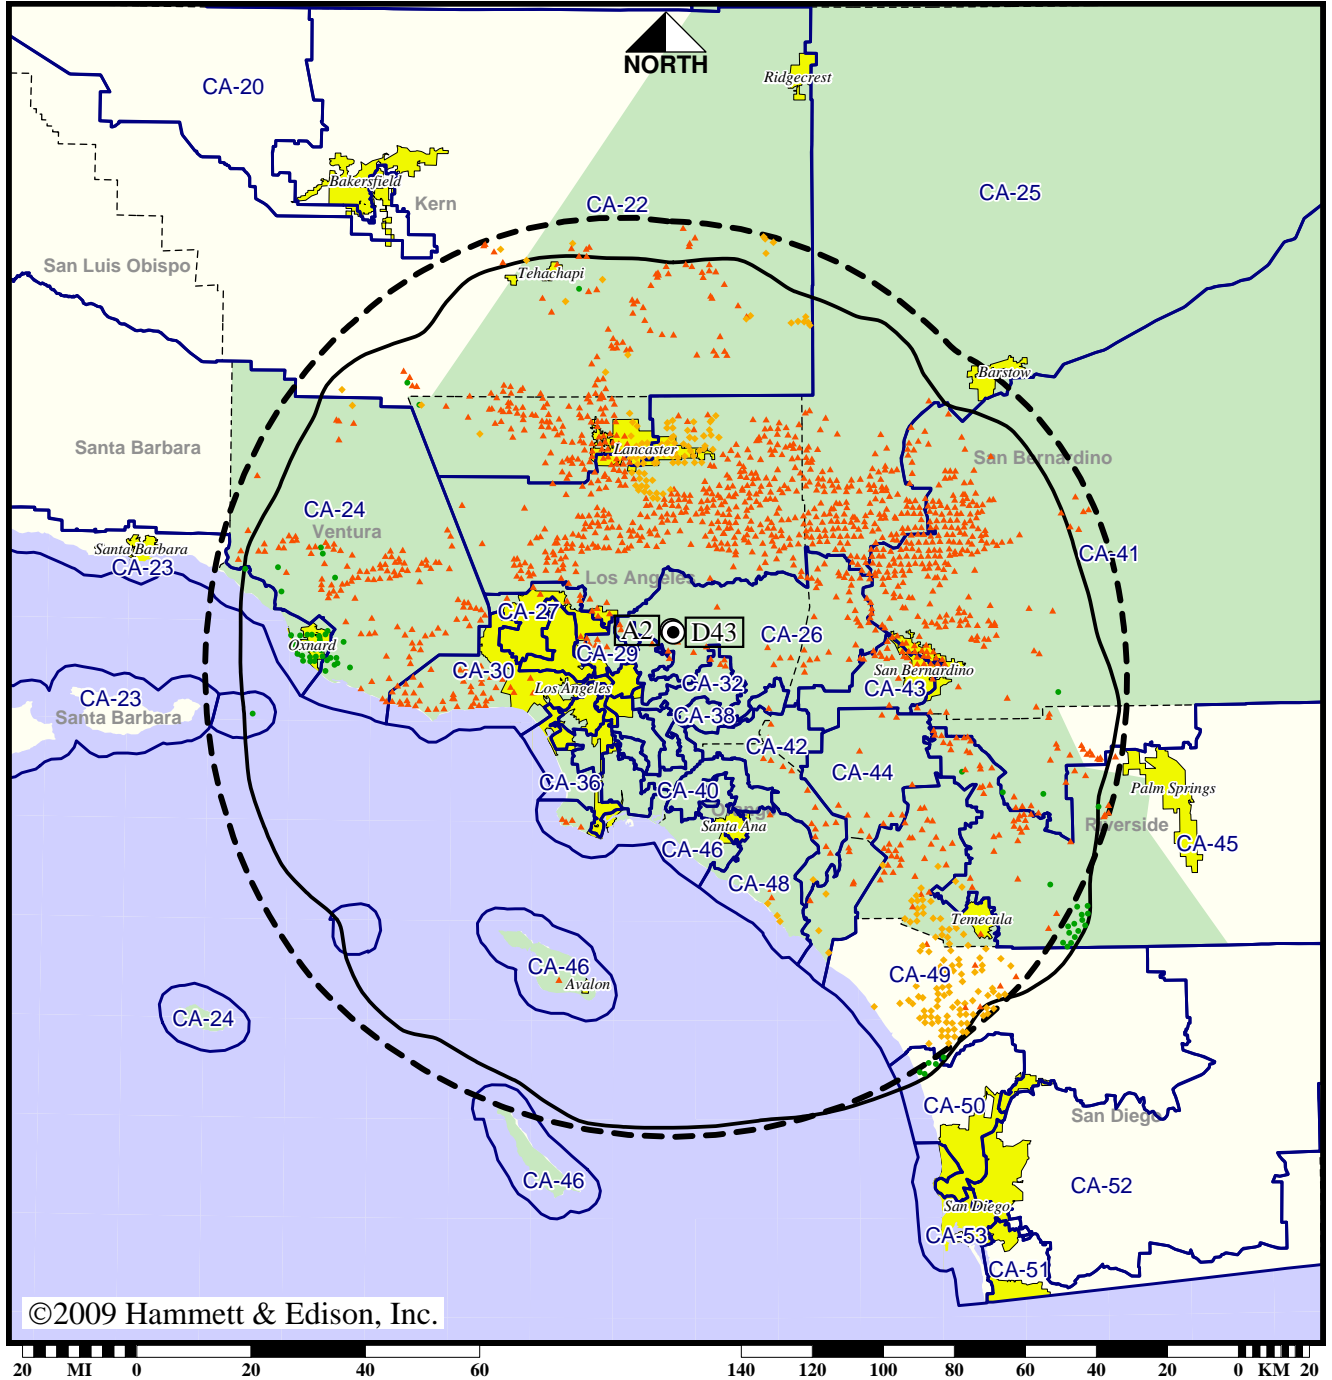 NORTH
Ridgecrest
CA-20
Bakersfield
Kern
CA-22
CA-25
San Luis Obispo
Tehachapi
Barstow
Santa Barbara
Lancaster
San Bernardino
CA-24
Ventura
Santa Barbara
CA-23
CA-41
Los Angeles
CA-27
A2
D43
CA-26
Oxnard
CA-29
CA-30
CA-32
San Bernardino
CA-43
Los Angeles
CA-23
Santa Barbara
CA-38
CA-42
CA-44
CA-36
CA-40
Palm Springs
Orange
Santa Ana
Riverside
CA-46
CA-45
CA-48
Temecula
CA-46
Avalon
CA-49
CA-24
CA-50
San Diego
CA-46
CA-52
San Diego
CA-53
CA-51
©2009 Hammett & Edison, Inc.
20 MI 0 20 40 60 140 120 100 80 60 40 20 0 KM 20